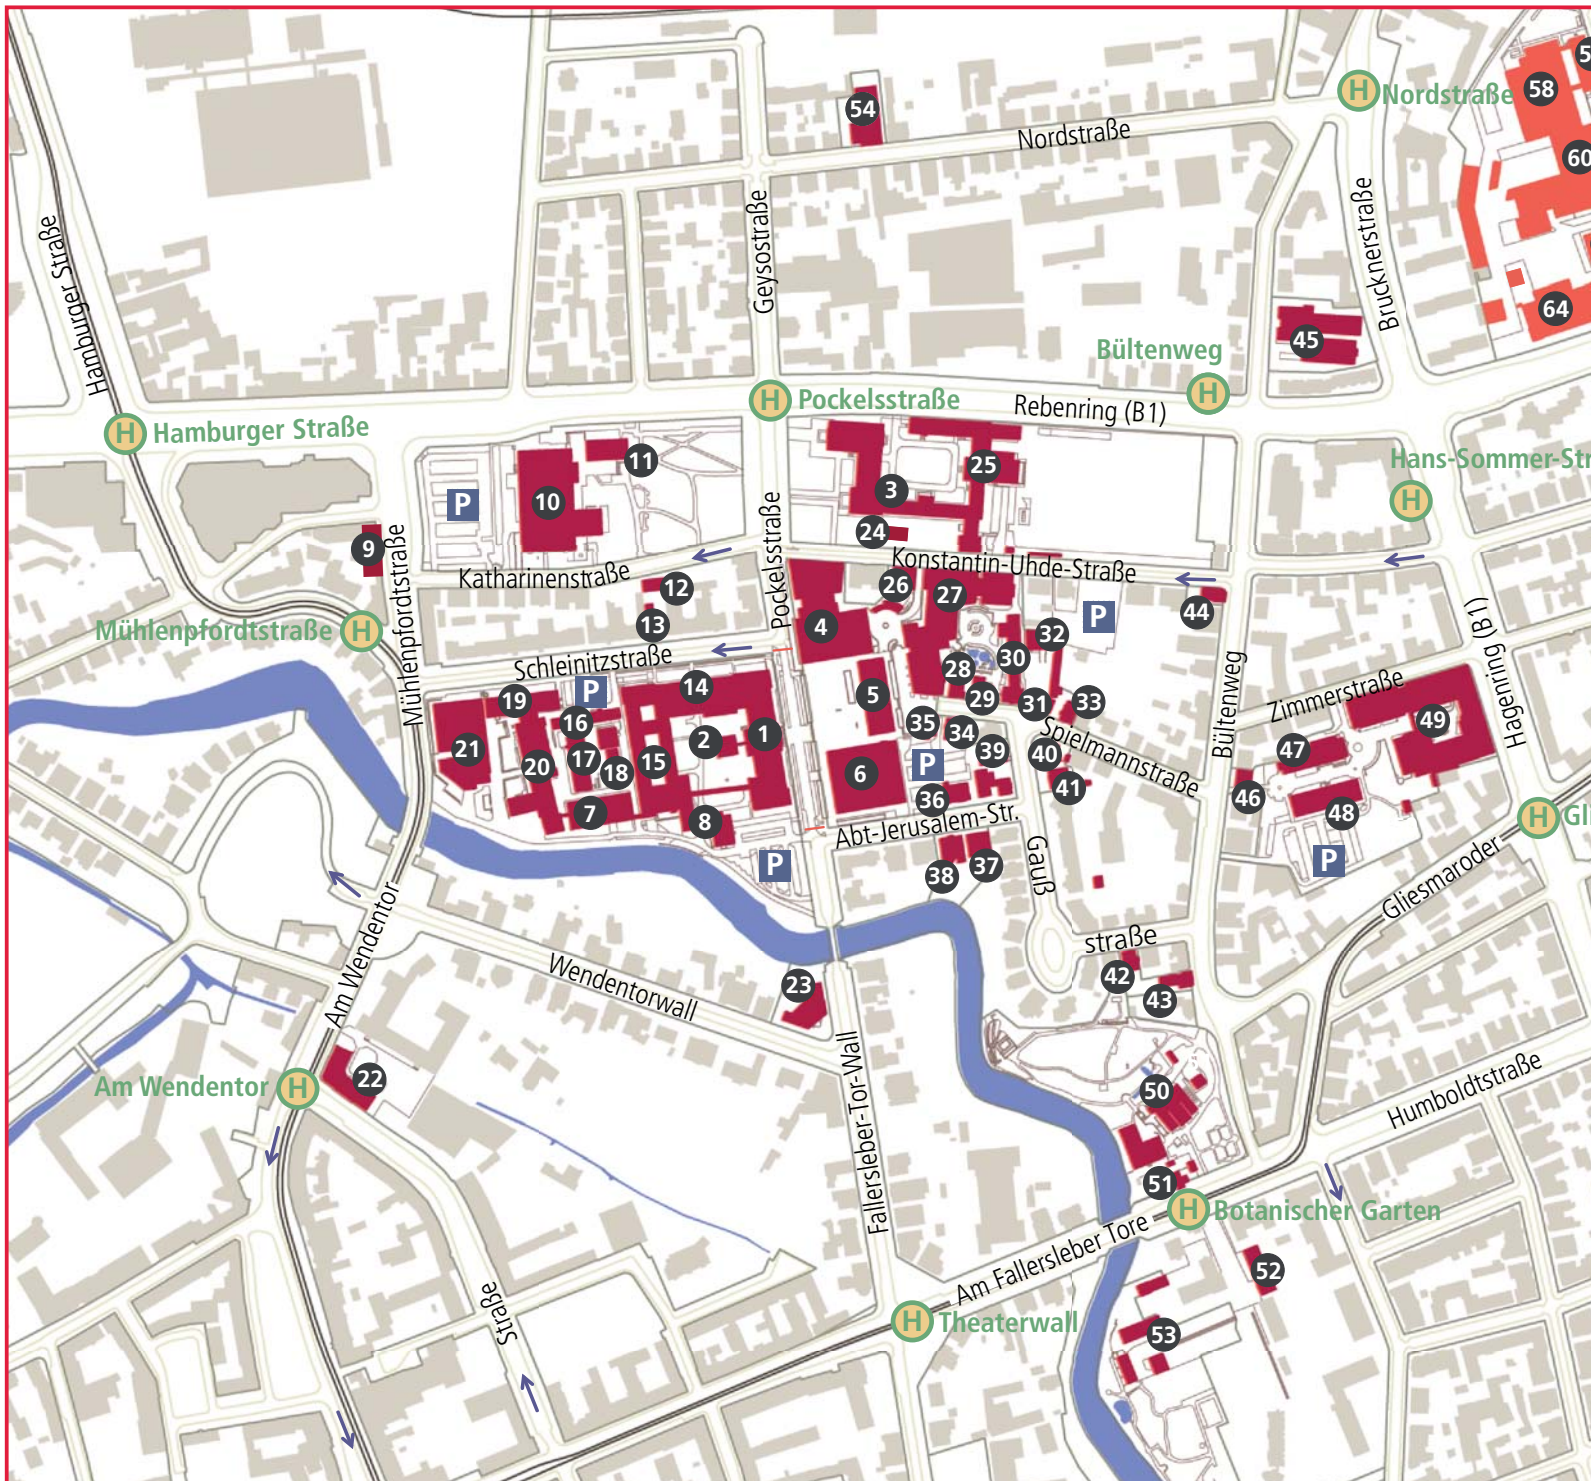 58
5
H Nordstraße
54
Nordstraße
60
Geysostraße
Brucknerstraße
Hamburger Straße
64
45
Bültenweg
H
H Pockelsstraße
Rebenring (B1)
H Hamburger Straße
11
25
Hans-Sommer-Str
H
P
10
3
24
9
Mühlenpfordtstraße
Pockelsstraße
Konstantin-Uhde-Straße
Katharinenstraße
12
26
27
44
13
P
Mühlenpfordtstraße H
4
32
Schleinitzstraße
28
30
14
P
5
29
31
33
19
16
35
34
Spielmannstraße
Bültenweg
Zimmerstraße
Hagenring (B1)
49
21
2
1
39
40
47
17
15
20
18
P
6
41
46
36
48
7
8
Abt-Jerusalem-Str.
H Gli
P
38
37
Gauß
P
Gliesmaroder
Am Wendentor
straße
Wendentorwall
42
23
43
Am Wendentor H
22
Fallersleber-Tor-Wall
50
Humboldtstraße
51
H Botanischer Garten
Am Fallersleber Tore
52
Straße
H Theaterwall
53